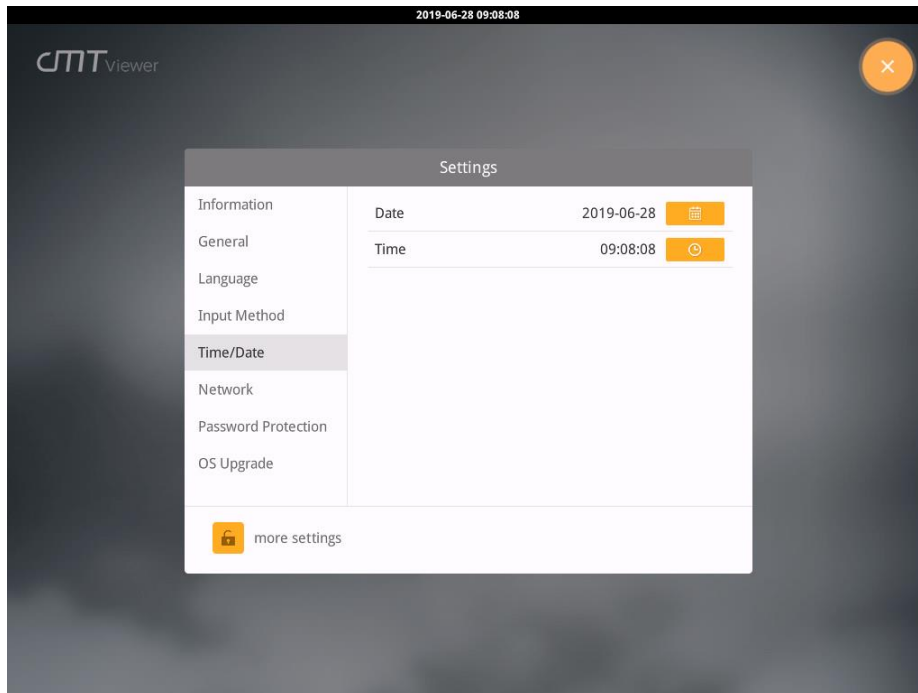 2019-06-28 09:08:08
cMT Viewer
Settings
Information
General
Language
Input Method
Time/Date
Network
Password Protection
OS Upgrade
Date 2019-06-28
Time 09:08:08
more settings